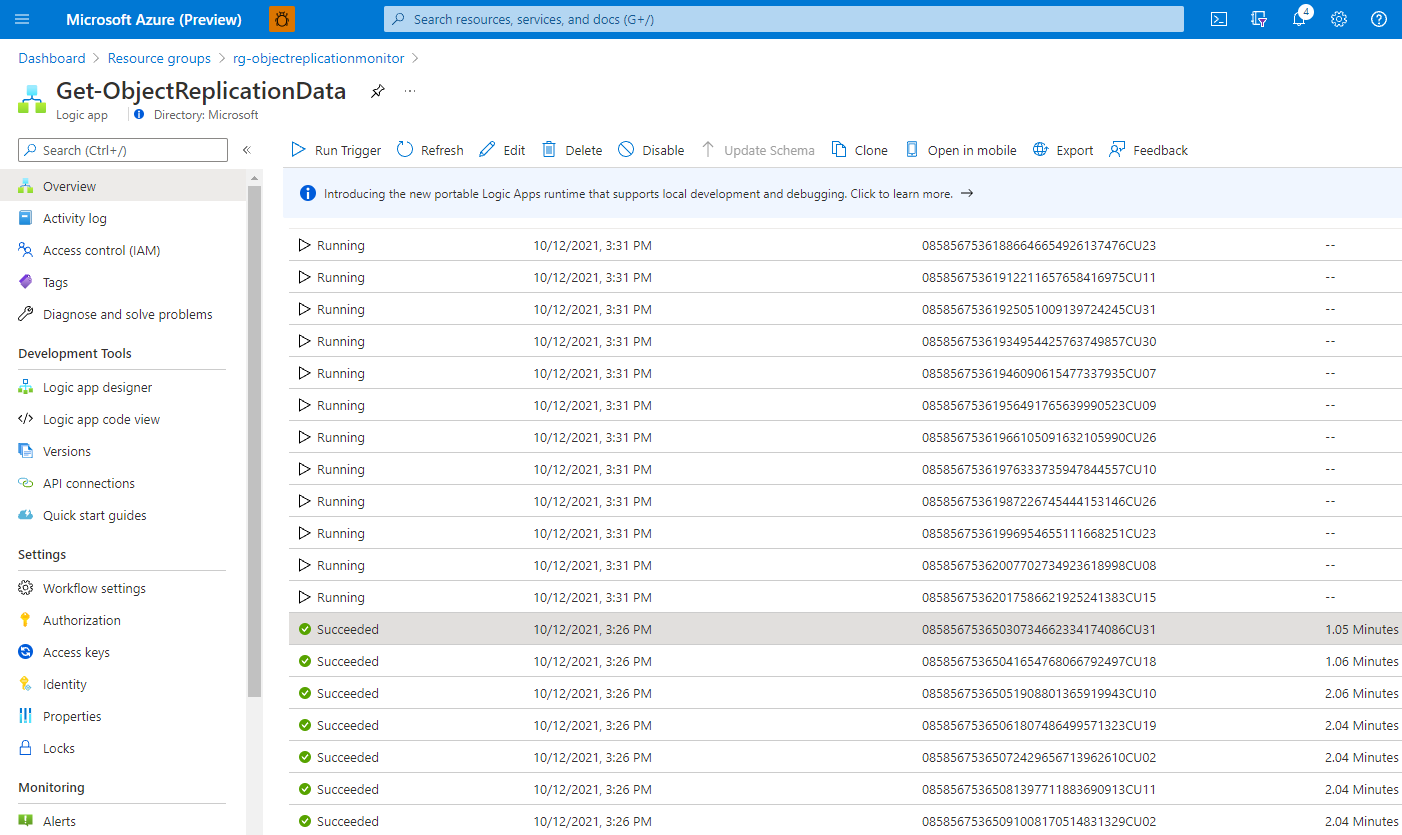 Microsoft Azure (Preview)
Search resources, services, and docs (G+/)
4
Dashboard > Resource groups > rg-objectreplicationmonitor >
Get-ObjectReplicationData
...
Logic app
Directory: Microsoft
Search (Ctrl+/)
«
Run Trigger Refresh Edit Delete Disable Update Schema Clone Open in mobile Export Feedback
Introducing the new portable Logic Apps runtime that supports local development and debugging. Click to learn more. →
Overview
Activity log
Access control (IAM)
Tags
Diagnose and solve problems
Development Tools
Logic app designer
Logic app code view
Versions
API connections
Quick start guides
Settings
Workflow settings
Authorization
Access keys
Identity
Properties
Locks
Monitoring
Alerts
Running 10/12/2021, 3:31 PM 08585675361886646654926137476CU23 --
Running 10/12/2021, 3:31 PM 08585675361912211657658416975CU11 --
Running 10/12/2021, 3:31 PM 08585675361925051009139724245CU31 --
Running 10/12/2021, 3:31 PM 08585675361934954425763749857CU30 --
Running 10/12/2021, 3:31 PM 08585675361946090615477337935CU07 --
Running 10/12/2021, 3:31 PM 08585675361956491765639990523CU09 --
Running 10/12/2021, 3:31 PM 08585675361966105091632105990CU26 --
Running 10/12/2021, 3:31 PM 08585675361976333735947844557CU10 --
Running 10/12/2021, 3:31 PM 08585675361987226745444153146CU26 --
Running 10/12/2021, 3:31 PM 08585675361996954655111668251CU23 --
Running 10/12/2021, 3:31 PM 08585675362007702734923618998CU08 --
Running 10/12/2021, 3:31 PM 08585675362017586621925241383CU15 --
Succeeded 10/12/2021, 3:26 PM 08585675365030734662334174086CU31 1.05 Minutes
Succeeded 10/12/2021, 3:26 PM 08585675365041654768066792497CU18 1.06 Minutes
Succeeded 10/12/2021, 3:26 PM 08585675365051908801365919943CU10 2.06 Minutes
Succeeded 10/12/2021, 3:26 PM 08585675365061807486499571323CU19 2.04 Minutes
Succeeded 10/12/2021, 3:26 PM 08585675365072429656713962610CU02 2.04 Minutes
Succeeded 10/12/2021, 3:26 PM 08585675365081397711883690913CU11 2.04 Minutes
Succeeded 10/12/2021, 3:26 PM 08585675365091008170514831329CU02 2.04 Minutes